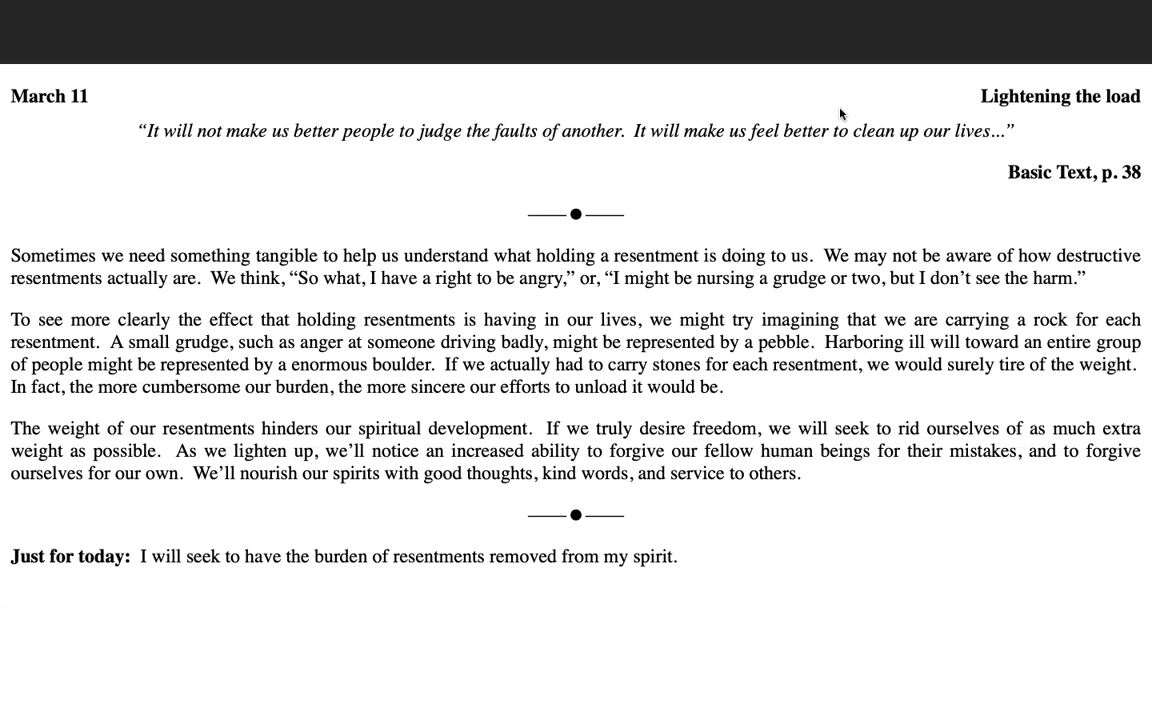 March 11
Lightening the load
“It will not make us better people to judge the faults of another.  It will make us feel better to clean up our lives...”
Basic Text, p. 38
Sometimes we need something tangible to help us understand what holding a resentment is doing to us.  We may not be aware of how destructive
resentments actually are.  We think, “So what, I have a right to be angry,” or, “I might be nursing a grudge or two, but I don’t see the harm.”
To see more clearly the effect that holding resentments is having in our lives, we might try imagining that we are carrying a rock for each
resentment.  A small grudge, such as anger at someone driving badly, might be represented by a pebble.  Harboring ill will toward an entire group
of people might be represented by a enormous boulder.  If we actually had to carry stones for each resentment, we would surely tire of the weight.
In fact, the more cumbersome our burden, the more sincere our efforts to unload it would be.
The weight of our resentments hinders our spiritual development.  If we truly desire freedom, we will seek to rid ourselves of as much extra
weight as possible.  As we lighten up, we’ll notice an increased ability to forgive our fellow human beings for their mistakes, and to forgive
ourselves for our own.  We’ll nourish our spirits with good thoughts, kind words, and service to others.
Just for today:  I will seek to have the burden of resentments removed from my spirit.